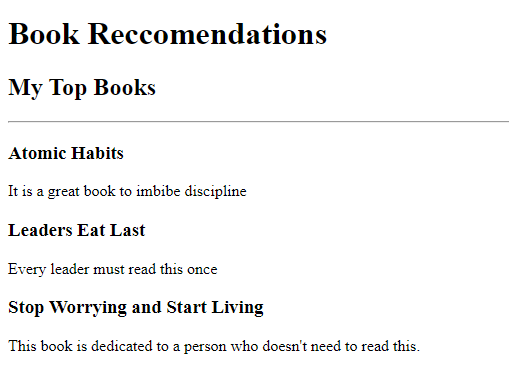 Book Reccomendations
My Top Books
Atomic Habits
It is a great book to imbibe discipline
Leaders Eat Last
Every leader must read this once
Stop Worrying and Start Living
This book is dedicated to a person who doesn't need to read this.